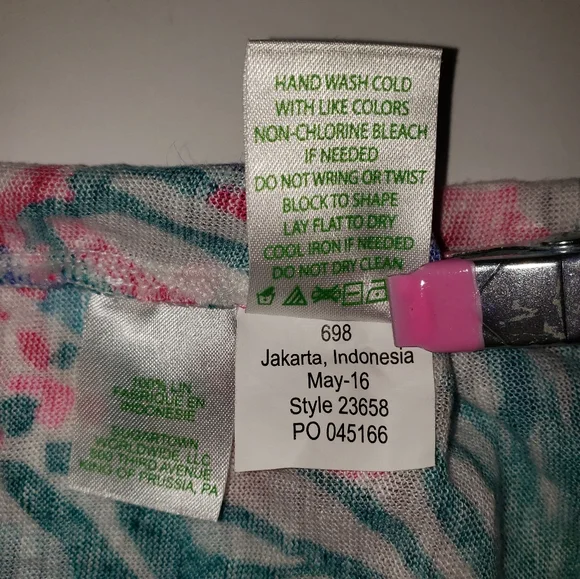 HAND WASH COLD
WITH LIKE COLORS
NON-CHLORINE BLEACH
IF NEEDED
DO NOT WRING OR TWIST
BLOCK TO SHAPE
LAY FLAT TO DRY
COOL IRON IF NEEDED
DO NOT DRY CLEAN
698
Jakarta, Indonesia
May-16
Style 23658
PO 045166
100% LIN
FABRIQUE EN
INDONESIE
SUGARTOWN
WORLDWIDE, LLC
800 THIRD AVENUE
KING OF PRUSSIA, PA